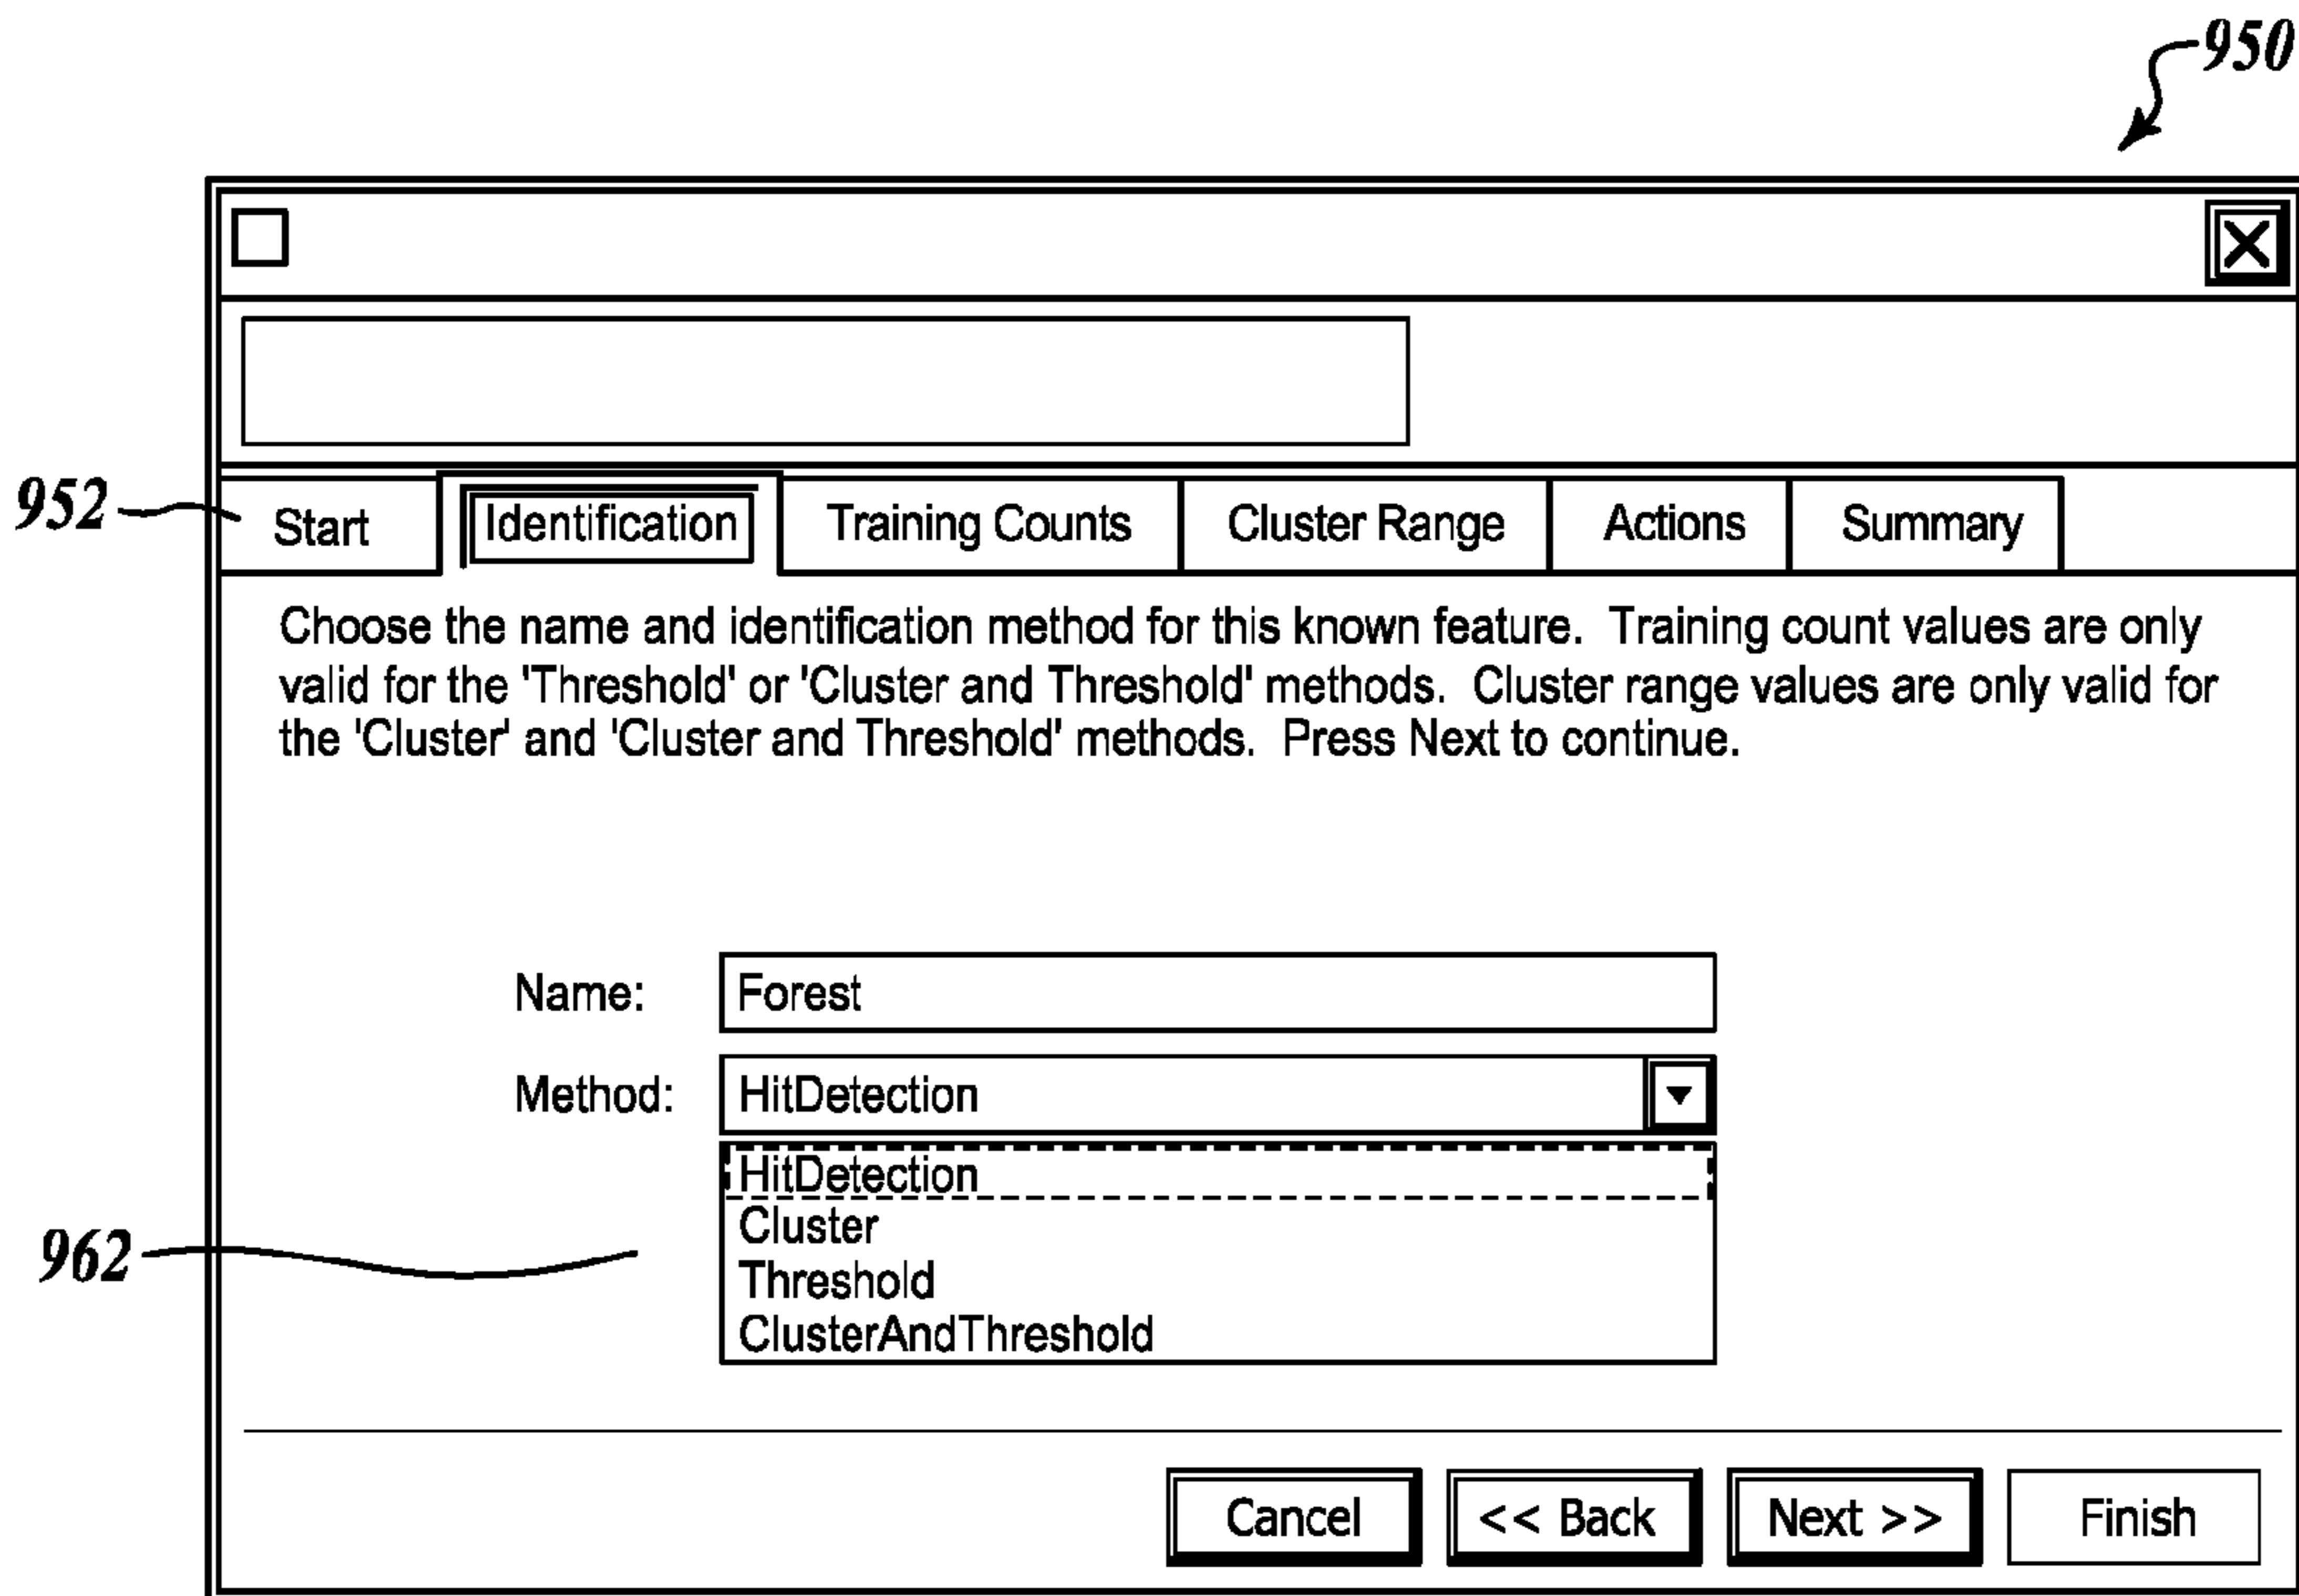 950
952
Start Identification Training Counts Cluster Range Actions Summary
Choose the name and identification method for this known feature. Training count values are only
valid for the 'Threshold' or 'Cluster and Threshold' methods. Cluster range values are only valid for
the 'Cluster' and 'Cluster and Threshold' methods. Press Next to continue.
Name: Forest
Method: HitDetection
HitDetection
Cluster
962
Threshold
ClusterAndThreshold
Cancel << Back Next >> Finish